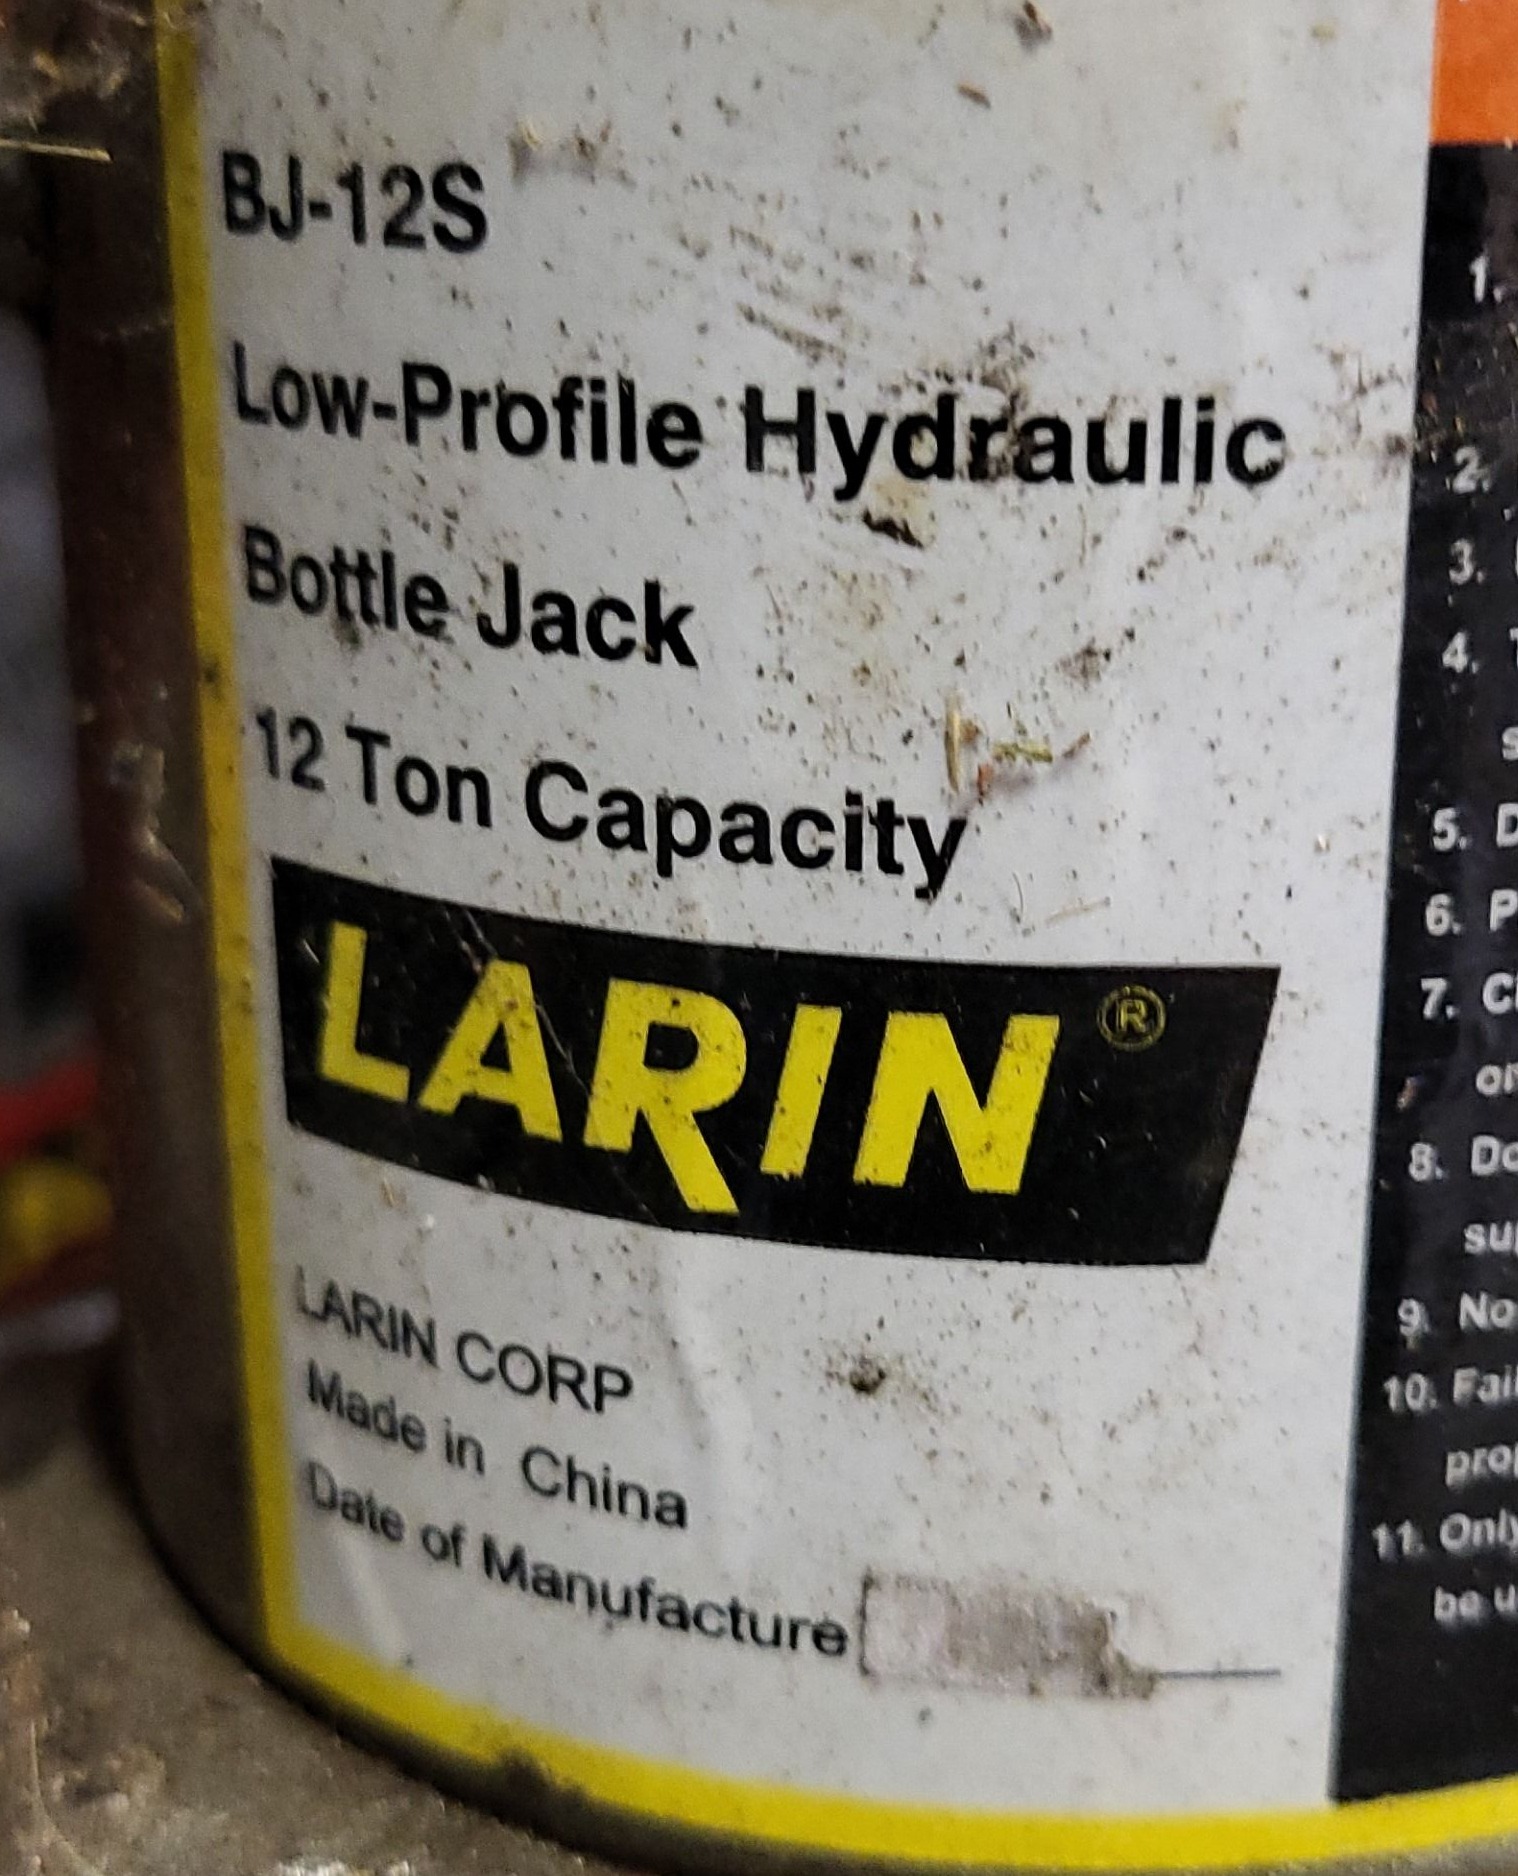 BJ-12S
Low-Profile Hydraulic
Bottle Jack
12 Ton Capacity
LARIN ®
LARIN CORP
Made in China
Date of Manufacture
1.
2.
3.
4.
5. D
6. P
7.
8. Do
9. No
10. Fail
11. Only